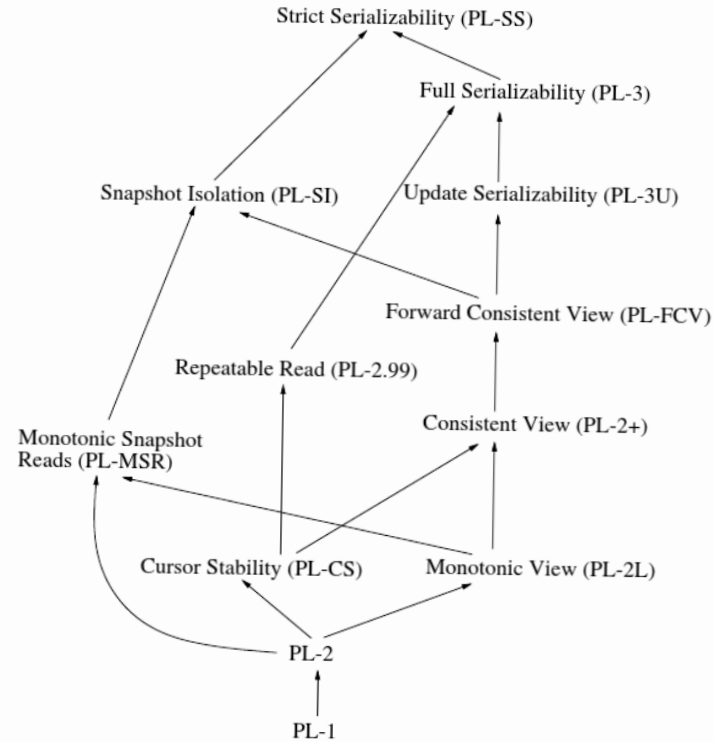 Strict Serializability (PL-SS)
Full Serializability (PL-3)
Snapshot Isolation (PL-SI)
Update Serializability (PL-3U)
Forward Consistent View (PL-FCV)
Repeatable Read (PL-2.99)
Consistent View (PL-2+)
Monotonic Snapshot
Reads (PL-MSR)
Cursor Stability (PL-CS)
Monotonic View (PL-2L)
PL-2
PL-1